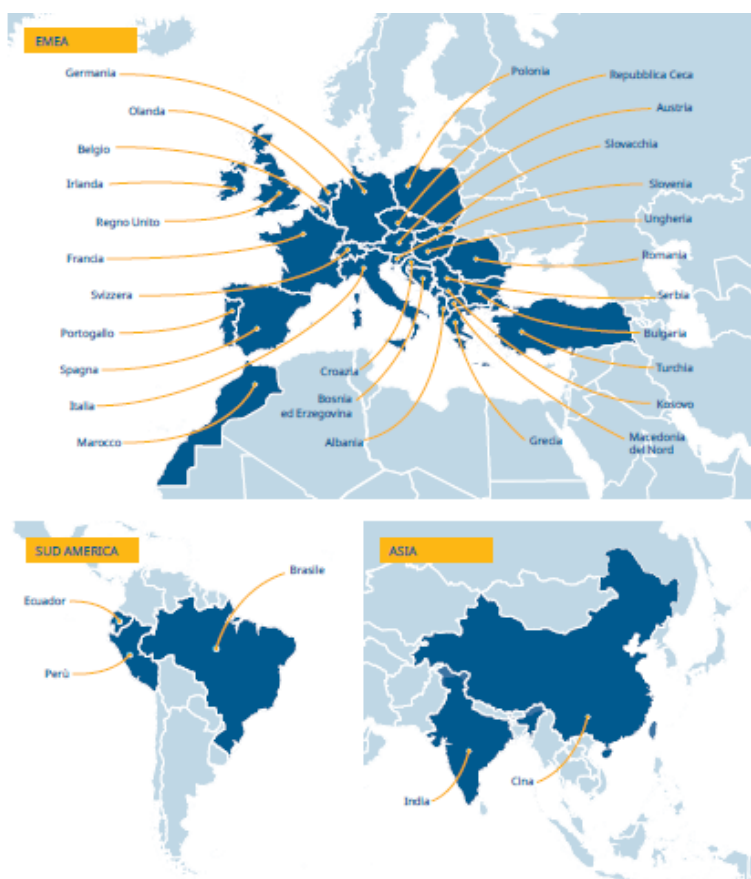 EMEA
Germania
Olanda
Belgio
Irlanda
Regno Unito
Francia
Svizzera
Portogallo
Spagna
Italia
Marocco
Polonia
Repubblica Ceca
Austria
Slovacchia
Slovenia
Ungheria
Romania
Serbia
Bulgaria
Turchia
Kosovo
Macedonia
del Nord
Croazia
Bosnia
ed Erzegovina
Albania
Grecia
SUD AMERICA
Brasile
Ecuador
Perù
ASIA
India
Cina